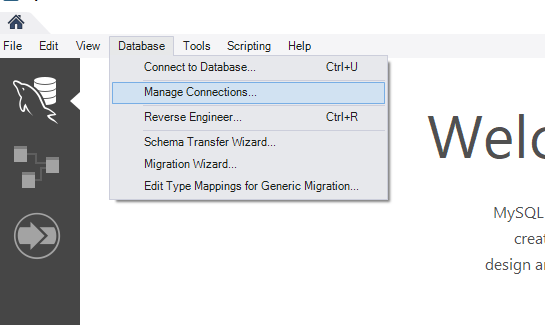 File Edit View Database Tools Scripting Help
Connect to Database... Ctrl+U
Manage Connections...
Reverse Engineer... Ctrl+R
Schema Transfer Wizard...
Migration Wizard...
Edit Type Mappings for Generic Migration...
Welc
MySQL
creat
design an